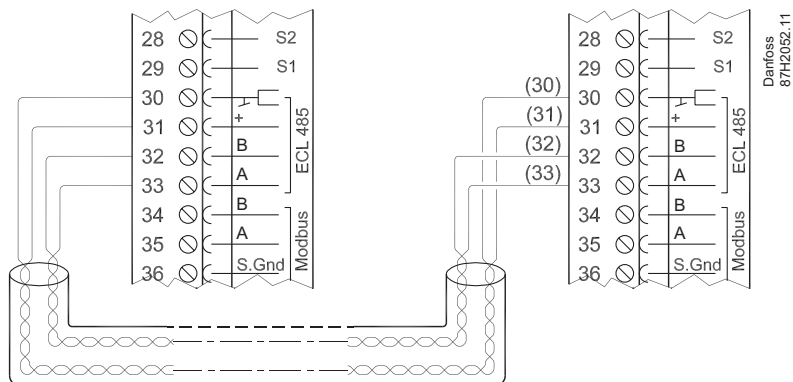 28 S2
29 S1
30
31 +
32 B
33 A
34 B
35 A
36 S.Gnd
ECL 485
Modbus
(30)
(31)
(32)
(33)
28 S2
29 S1
30
31 +
32 B
33 A
34 B
35 A
36 S.Gnd
ECL 485
Modbus
Danfoss
87H2052.11